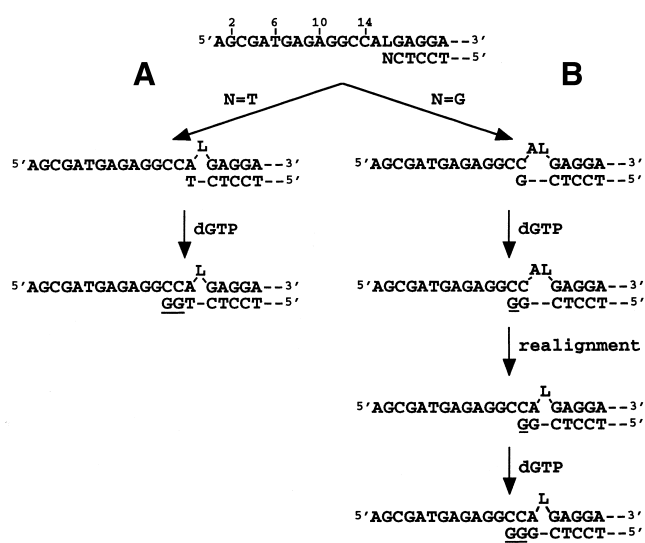 2 6 10 14
5'AGCGATGAGAGGCCALGAGGA--3'
NCTCCT--5'
A
B
N=T
N=G
L
5'AGCGATGAGAGGCCA GAGGA--3'
T-CTCCT--5'
AL
5'AGCGATGAGAGGCC GAGGA--3'
G--CTCCT--5'
dGTP
dGTP
L
5'AGCGATGAGAGGCCA GAGGA--3'
GGT-CTCCT--5'
AL
5'AGCGATGAGAGGCC GAGGA--3'
GG--CTCCT--5'
realignment
L
5'AGCGATGAGAGGCCA GAGGA--3'
GG-CTCCT--5'
dGTP
L
5'AGCGATGAGAGGCCA GAGGA--3'
GGG-CTCCT--5'